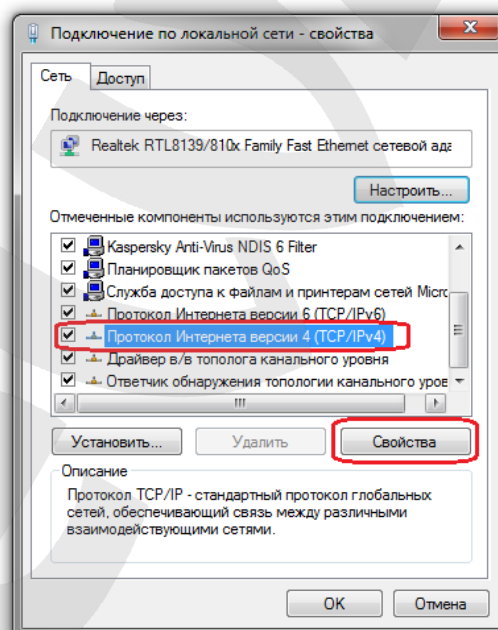 Подключение по локальной сети - свойства
Сеть
Доступ
Подключение через:
Realtek RTL8139/810x Family Fast Ethernet сетевой ада
Настроить...
Отмеченные компоненты используются этим подключением:
Kaspersky Anti-Virus NDIS 6 Filter
Планировщик пакетов QoS
Служба доступа к файлам и принтерам сетей Micro
Протокол Интернета версии 6 (TCP/IPv6)
Протокол Интернета версии 4 (TCP/IPv4)
Драйвер в/в тополога канального уровня
Ответчик обнаружения топологии канального уров
Установить...
Удалить
Свойства
Описание
Протокол TCP/IP - стандартный протокол глобальных
сетей, обеспечивающий связь между различными
взаимодействующими сетями.
OK
Отмена